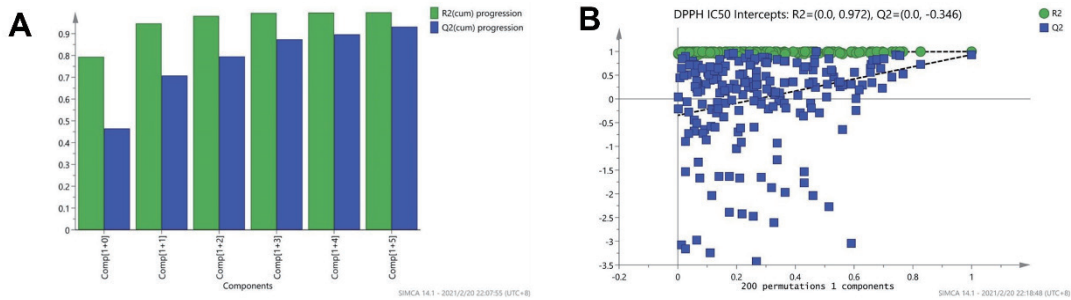 A
R2(cum) progression
Q2(cum) progression
0.9
0.8
0.7
0.6
0.5
0.4
0.3
0.2
0.1
0
Comp[1+0]
Comp[1+1]
Comp[1+2]
Comp[1+3]
Comp[1+4]
Comp[1+5]
Components
SIMCA 14.1 - 2021/2/20 22:07:55 (UTC+8)
B
DPPH IC50 Intercepts: R2=(0.0, 0.972), Q2=(0.0, -0.346)
R2
Q2
1
0.5
0
-0.5
-1
-1.5
-2
-2.5
-3
-3.5
-0.2 0 0.2 0.4 0.6 0.8 1 1.2
200 permutations 1 components
SIMCA 14.1 - 2021/2/20 22:18:48 (UTC+8)